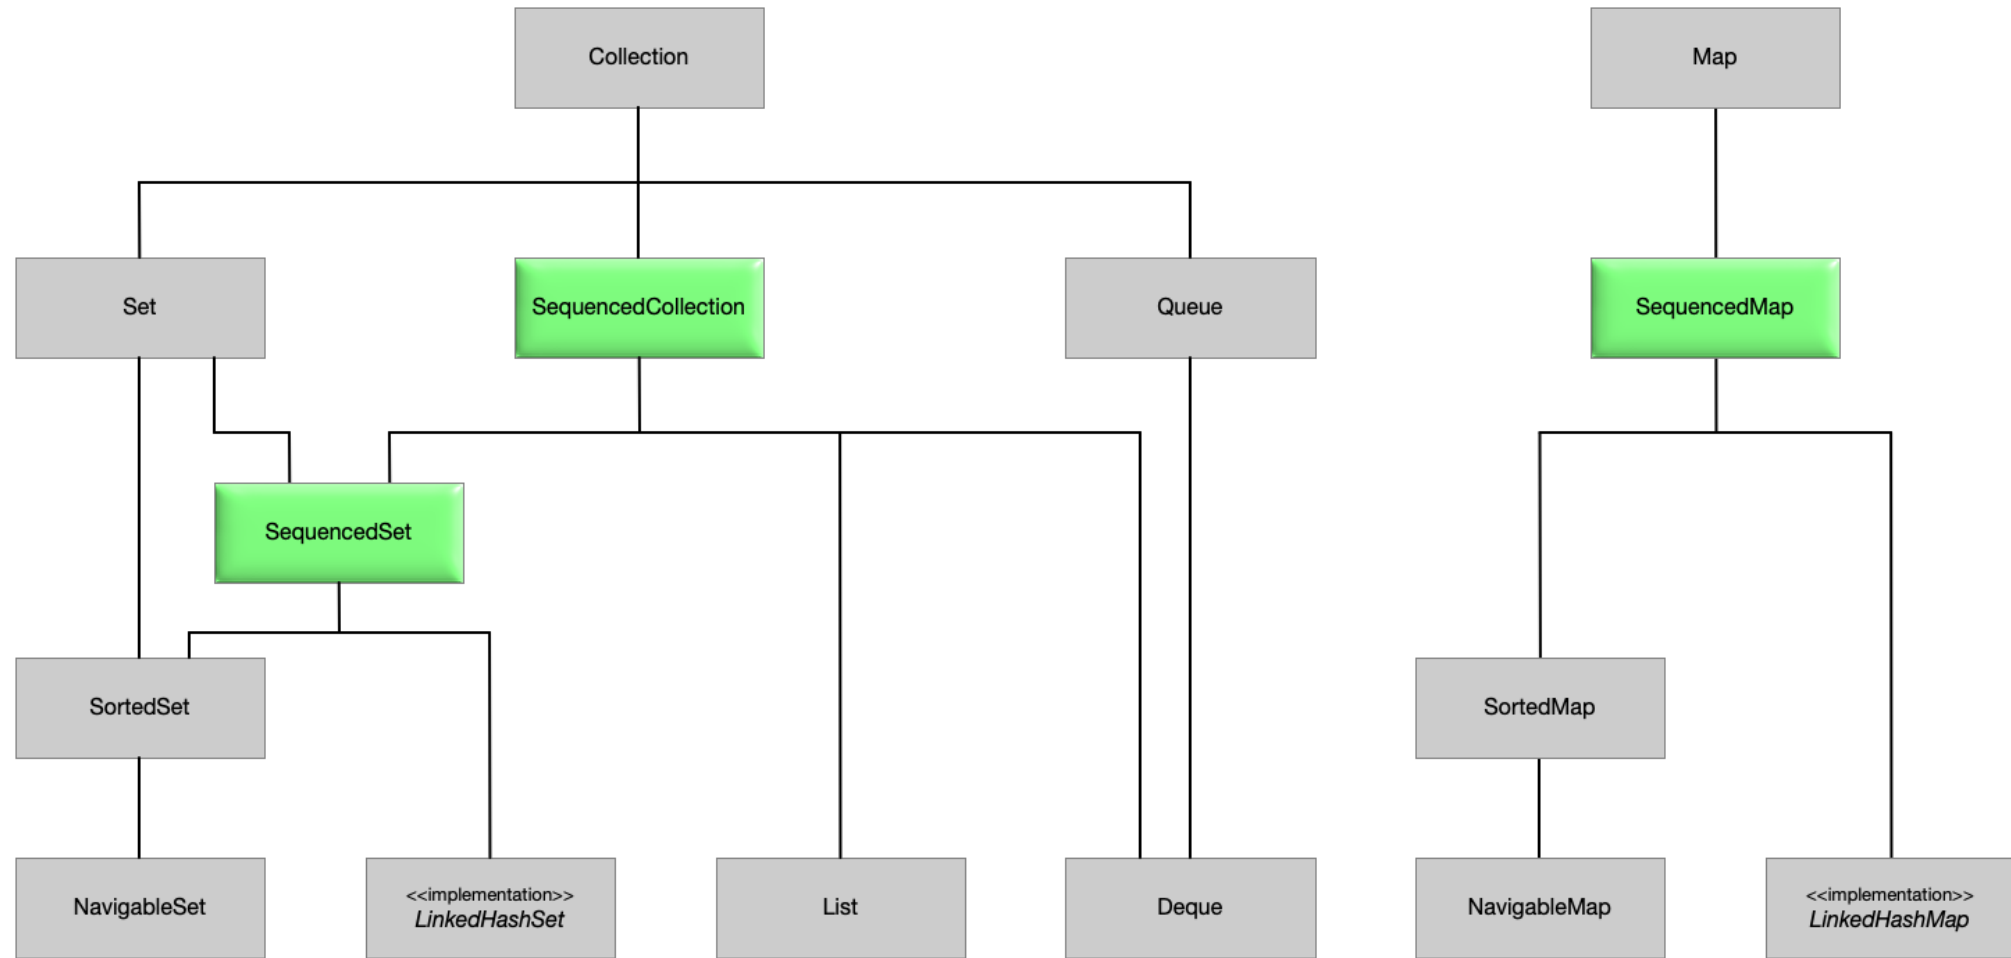 Collection
Map
Set
SequencedCollection
Queue
SequencedMap
SequencedSet
SortedSet
SortedMap
NavigableSet
<<implementation>>
LinkedHashSet
List
Deque
NavigableMap
<<implementation>>
LinkedHashMap